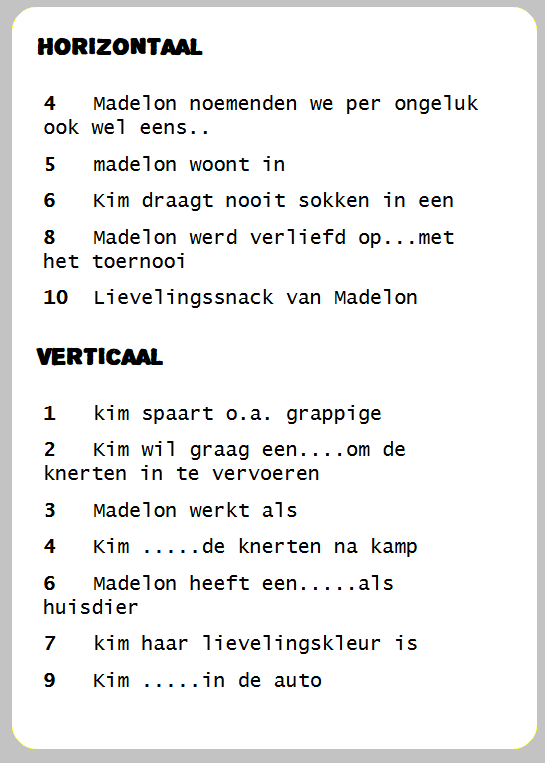 HORIZONTAAL
4 Madelon noemenden we per ongeluk
ook wel eens..
5 madelon woont in
6 Kim draagt nooit sokken in een
8 Madelon werd verliefd op...met
het toernooi
10 Lievelingssnack van Madelon
VERTICAAL
1 kim spaart o.a. grappige
2 Kim wil graag een....om de
knerten in te vervoeren
3 Madelon werkt als
4 Kim .....de knerten na kamp
6 Madelon heeft een.....als
huisdier
7 kim haar lievelingskleur is
9 Kim .....in de auto